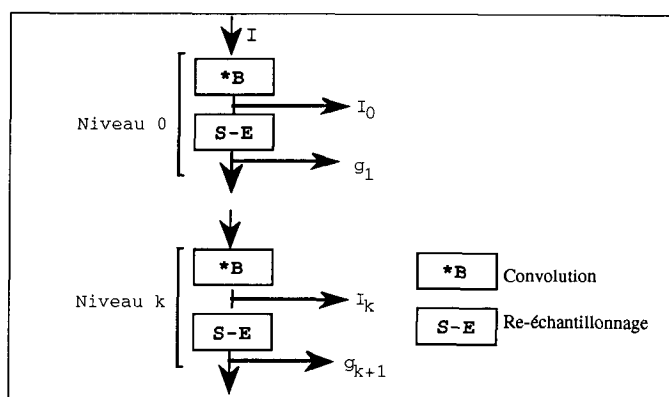 I
*B
I0
Niveau 0
S-E
g1
*B
*B
Convolution
Niveau k
Ik
S-E
S-E
Re-échantillonnage
gk+1